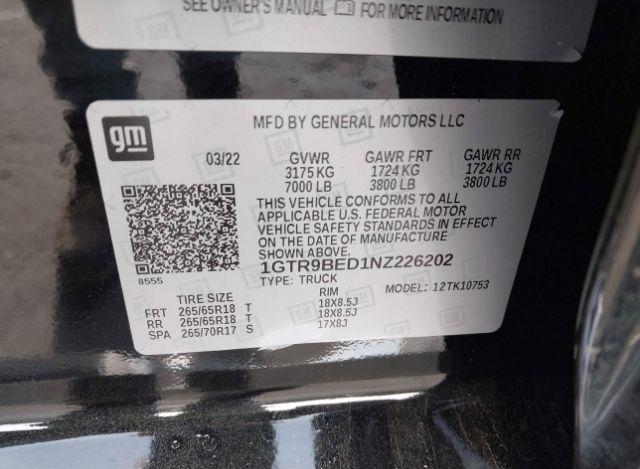 SEE OWNER'S MANUAL FOR MORE INFORMATION
gm
MFD BY GENERAL MOTORS LLC
03/22 GVWR GAWR FRT GAWR RR
3175 KG 1724 KG 1724 KG
7000 LB 3800 LB 3800 LB
THIS VEHICLE CONFORMS TO ALL
APPLICABLE U.S. FEDERAL MOTOR
VEHICLE SAFETY STANDARDS IN EFFECT
ON THE DATE OF MANUFACTURE
SHOWN ABOVE.
1GTR9BED1NZ226202
8555
TYPE: TRUCK MODEL: 12TK10753
TIRE SIZE RIM
FRT 265/65R18 T 18X8.5J
RR 265/65R18 T 18X8.5J
SPA 265/70R17 S 17X8J